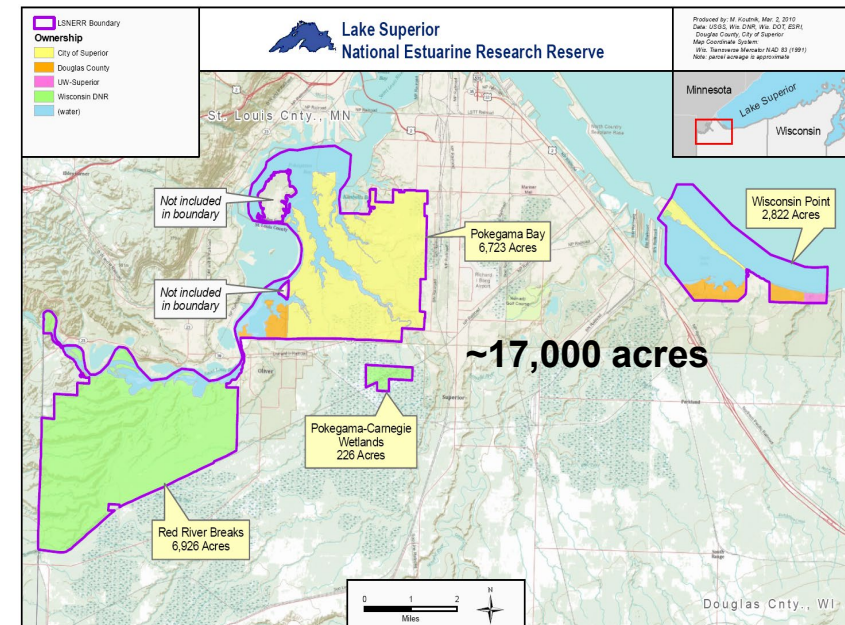 LSNERR Boundary
Ownership
City of Superior
Douglas County
UW-Superior
Wisconsin DNR
(water)
Lake Superior
National Estuarine Research Reserve
Produced by: M. Koutnik, Mar. 2, 2010
Data: USGS, Wis. DNR, Wis. DOT, ESRI,
Douglas County, City of Superior
Map Coordinate System:
Wis. Transverse Mercator NAD 83 (1991)
Note: parcel acreage is approximate
Minnesota
Lake Superior
Wisconsin
St. Louis Cnty., MN
Not included
in boundary
Wisconsin Point
2,822 Acres
Pokegama Bay
6,723 Acres
Not included
in boundary
~17,000 acres
Oliver
Superior
Parkland
Pokegama-Carnegie
Wetlands
226 Acres
Red River Breaks
6,926 Acres
South
Range
0 1 2
Miles
N
Douglas Cnty., WI